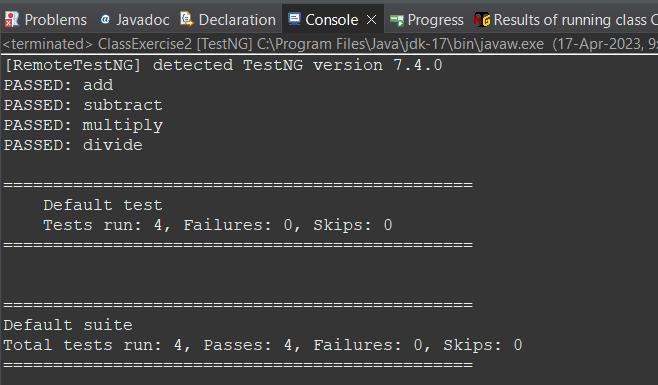 Problems @ Javadoc Declaration Console × Progress Results of running class C
<terminated> ClassExercise2 [TestNG] C:\Program Files\Java\jdk-17\bin\javaw.exe (17-Apr-2023, 9:
[RemoteTestNG] detected TestNG version 7.4.0
PASSED: add
PASSED: subtract
PASSED: multiply
PASSED: divide
===============================================
Default test
Tests run: 4, Failures: 0, Skips: 0
===============================================
===============================================
Default suite
Total tests run: 4, Passes: 4, Failures: 0, Skips: 0
===============================================